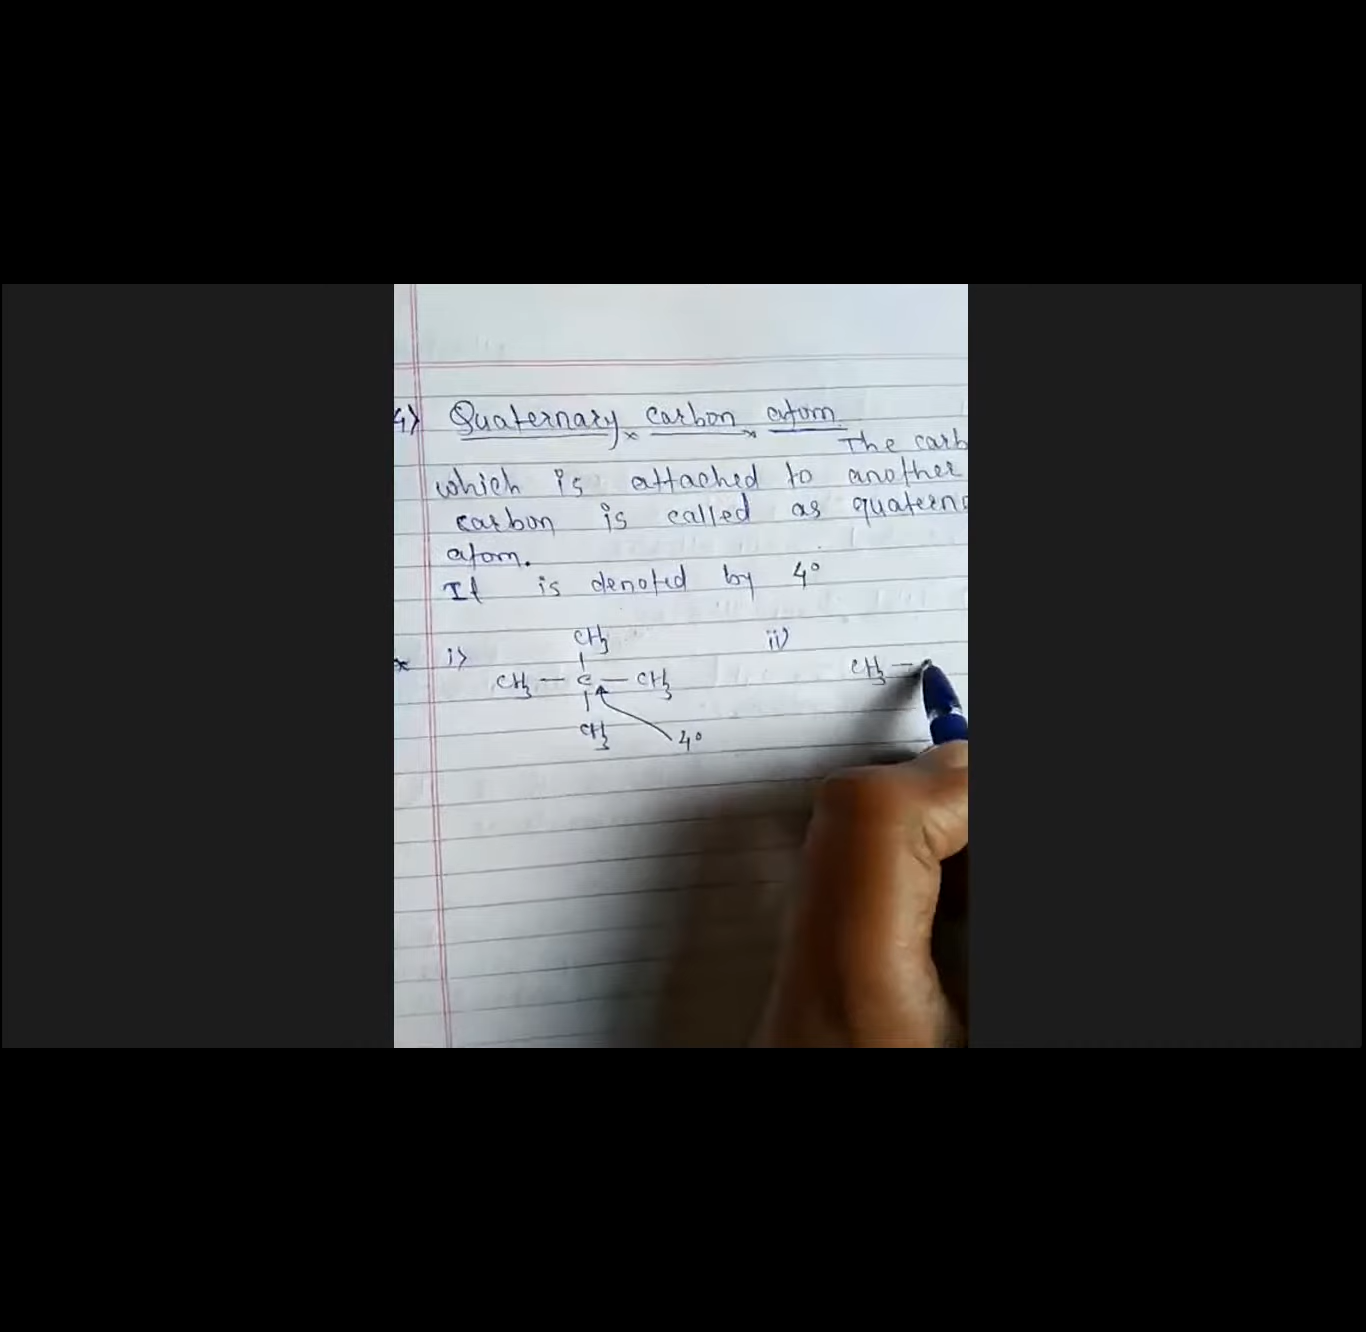 4) Quaternary carbon atom
The carb
which is attached to another
carbon is called as quatern
atom.
It is denoted by 4°
CH3
* i) CH3 — C — CH3
CH3
4°
ii)
CH3 —